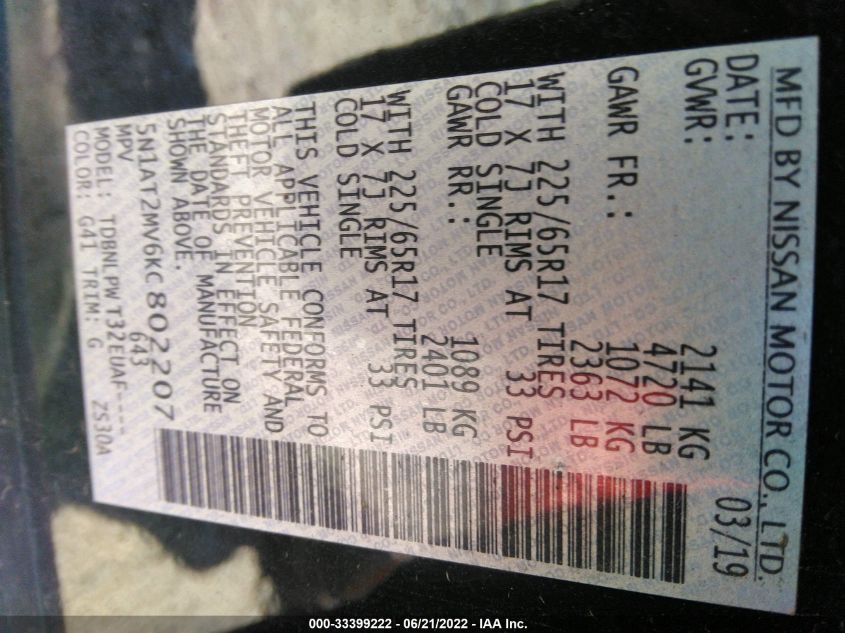 MFD BY NISSAN MOTOR CO., LTD.
DATE: 03/19
GVWR: 2141 KG
4720 LB
GAWR FR.: 1072 KG
2363 LB
WITH 225/65R17 TIRES
17 X 7J RIMS AT 33 PSI
COLD SINGLE
GAWR RR.: 1089 KG
2401 LB
WITH 225/65R17 TIRES
17 X 7J RIMS AT 33 PSI
COLD SINGLE
THIS VEHICLE CONFORMS TO
ALL APPLICABLE FEDERAL
MOTOR VEHICLE SAFETY AND
THEFT PREVENTION
STANDARDS IN EFFECT ON
THE DATE OF MANUFACTURE
SHOWN ABOVE.
5N1AT2MV6KC802207
MPV 643
MODEL: TDBNLPWT32EUAF----
COLOR: G41 TRIM: G ZS30A
000-33399222 - 06/21/2022 - IAA Inc.